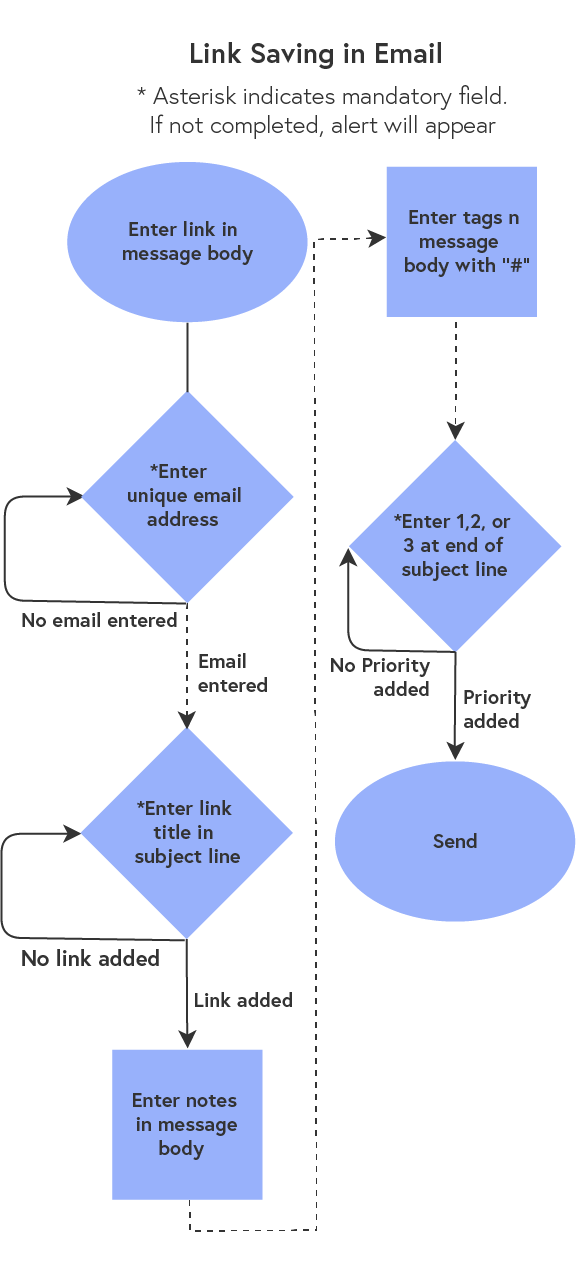 Link Saving in Email
* Asterisk indicates mandatory field.
If not completed, alert will appear
Enter link in
message body
*Enter
unique email
address
No email entered
Email
entered
*Enter link
title in
subject line
No link added
Link added
Enter notes
in message
body
Enter tags n
message
body with "#"
*Enter 1,2, or
3 at end of
subject line
No Priority
added
Priority
added
Send